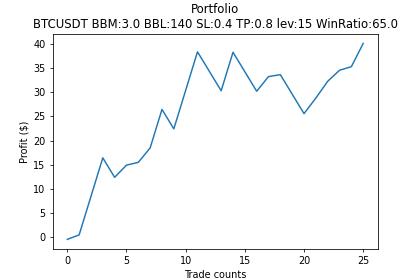 Portfolio
BTCUSDT BBM:3.0 BBL:140 SL:0.4 TP:0.8 lev:15 WinRatio:65.0
40
35
30
25
20
15
10
5
0
Profit ($)
0 5 10 15 20 25
Trade counts